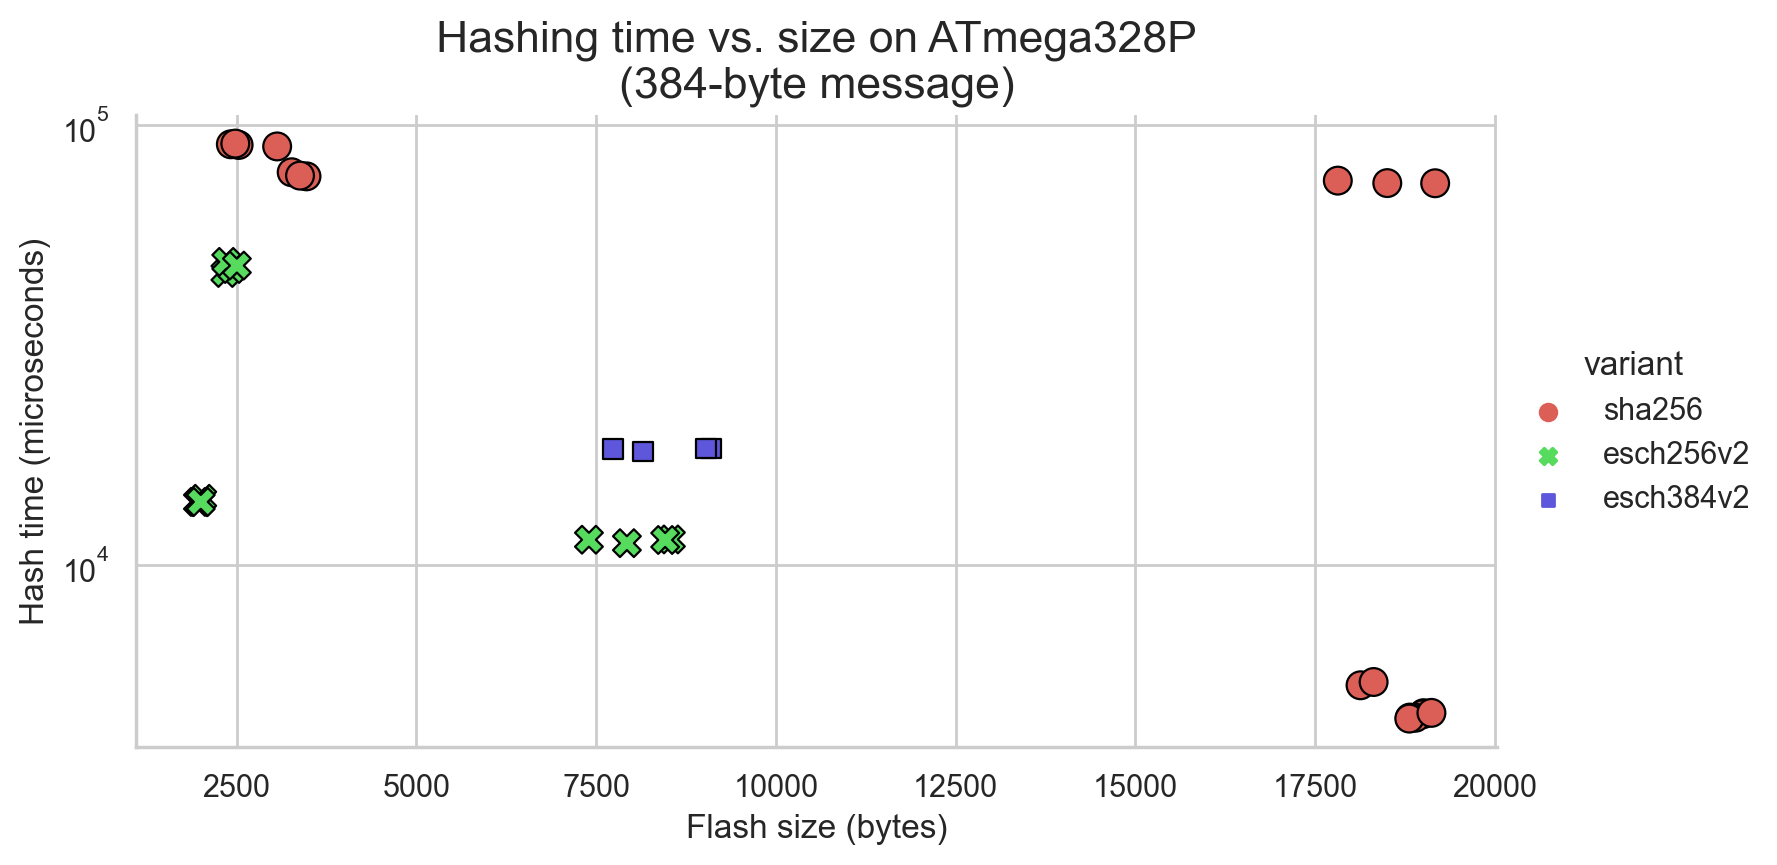 Hashing time vs. size on ATmega328P
(384-byte message)
Hash time (microseconds)
10^5
10^4
2500 5000 7500 10000 12500 15000 17500 20000
Flash size (bytes)
variant
sha256
esch256v2
esch384v2